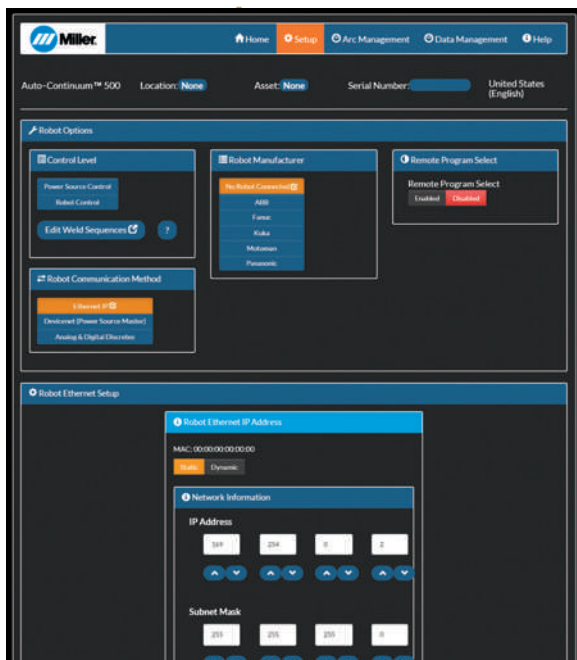 Miller.
Home Setup Arc Management Data Management Help
Auto-Continuum™ 500 Location: None Asset: None Serial Number: United States (English)
Robot Options
Control Level
Power Source Control
Robot Control
Edit Weld Sequences ?
Robot Manufacturer
No Robot Connected
ABB
Fanuc
Kuka
Motoman
Panasonic
Remote Program Select
Remote Program Select
Enabled Disabled
Robot Communication Method
Ethernet IP
Devicenet (Power Source Master)
Analog & Digital Discretes
Robot Ethernet Setup
Robot Ethernet IP Address
MAC: 00:00:00:00:00:00
Static Dynamic
Network Information
IP Address
169 254 0 2
Subnet Mask
255 255 255 0